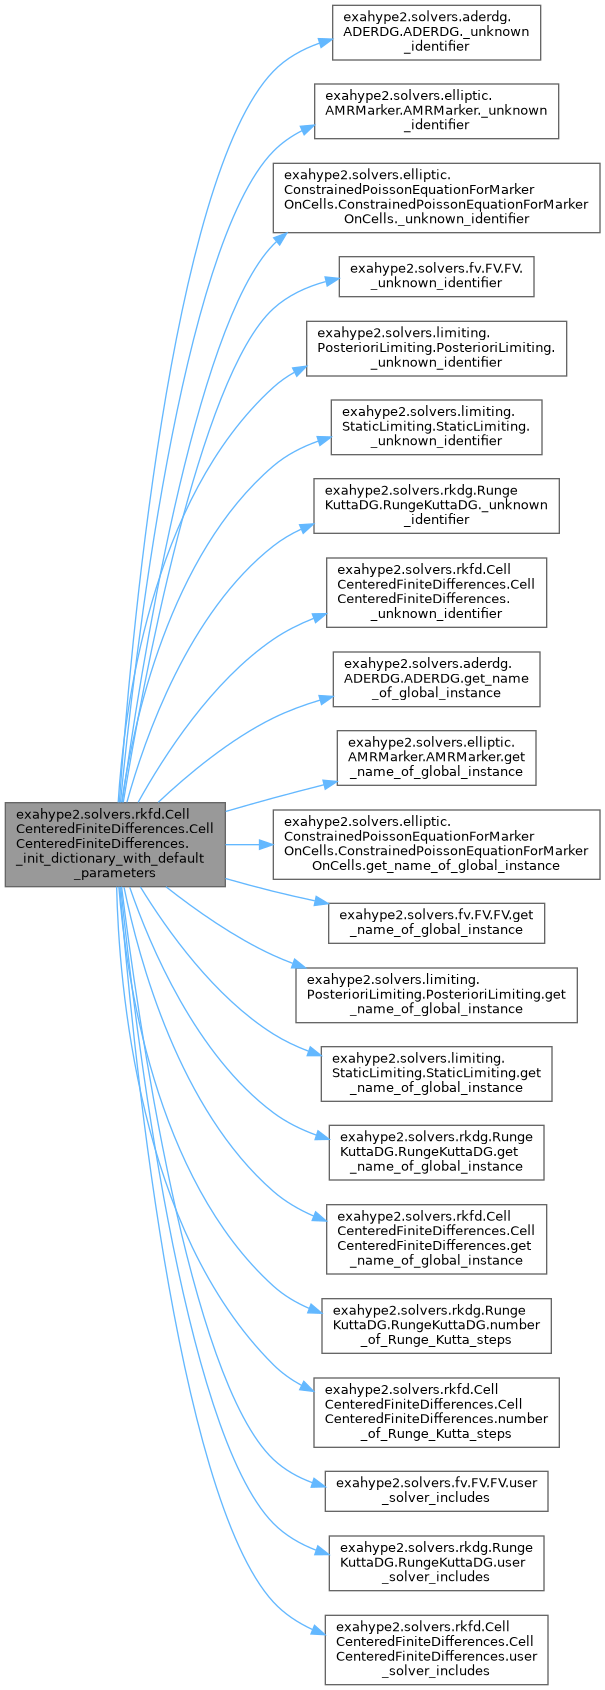 exahype2.solvers.aderdg.
ADERDG.ADERDG._unknown
_identifier
exahype2.solvers.elliptic.
AMRMarker.AMRMarker._unknown
_identifier
exahype2.solvers.elliptic.
ConstrainedPoissonEquationForMarker
OnCells.ConstrainedPoissonEquationForMarker
OnCells._unknown_identifier
exahype2.solvers.fv.FV.FV.
_unknown_identifier
exahype2.solvers.limiting.
PosterioriLimiting.PosterioriLimiting.
_unknown_identifier
exahype2.solvers.limiting.
StaticLimiting.StaticLimiting.
_unknown_identifier
exahype2.solvers.rkdg.Runge
KuttaDG.RungeKuttaDG._unknown
_identifier
exahype2.solvers.rkfd.Cell
CenteredFiniteDifferences.Cell
CenteredFiniteDifferences.
_unknown_identifier
exahype2.solvers.aderdg.
ADERDG.ADERDG.get_name
_of_global_instance
exahype2.solvers.elliptic.
AMRMarker.AMRMarker.get
_name_of_global_instance
exahype2.solvers.rkfd.Cell
CenteredFiniteDifferences.Cell
CenteredFiniteDifferences.
_init_dictionary_with_default
_parameters
exahype2.solvers.elliptic.
ConstrainedPoissonEquationForMarker
OnCells.ConstrainedPoissonEquationForMarker
OnCells.get_name_of_global_instance
exahype2.solvers.fv.FV.FV.get
_name_of_global_instance
exahype2.solvers.limiting.
PosterioriLimiting.PosterioriLimiting.get
_name_of_global_instance
exahype2.solvers.limiting.
StaticLimiting.StaticLimiting.get
_name_of_global_instance
exahype2.solvers.rkdg.Runge
KuttaDG.RungeKuttaDG.get
_name_of_global_instance
exahype2.solvers.rkfd.Cell
CenteredFiniteDifferences.Cell
CenteredFiniteDifferences.get
_name_of_global_instance
exahype2.solvers.rkdg.Runge
KuttaDG.RungeKuttaDG.number
_of_Runge_Kutta_steps
exahype2.solvers.rkfd.Cell
CenteredFiniteDifferences.Cell
CenteredFiniteDifferences.number
_of_Runge_Kutta_steps
exahype2.solvers.fv.FV.FV.user
_solver_includes
exahype2.solvers.rkdg.Runge
KuttaDG.RungeKuttaDG.user
_solver_includes
exahype2.solvers.rkfd.Cell
CenteredFiniteDifferences.Cell
CenteredFiniteDifferences.user
_solver_includes